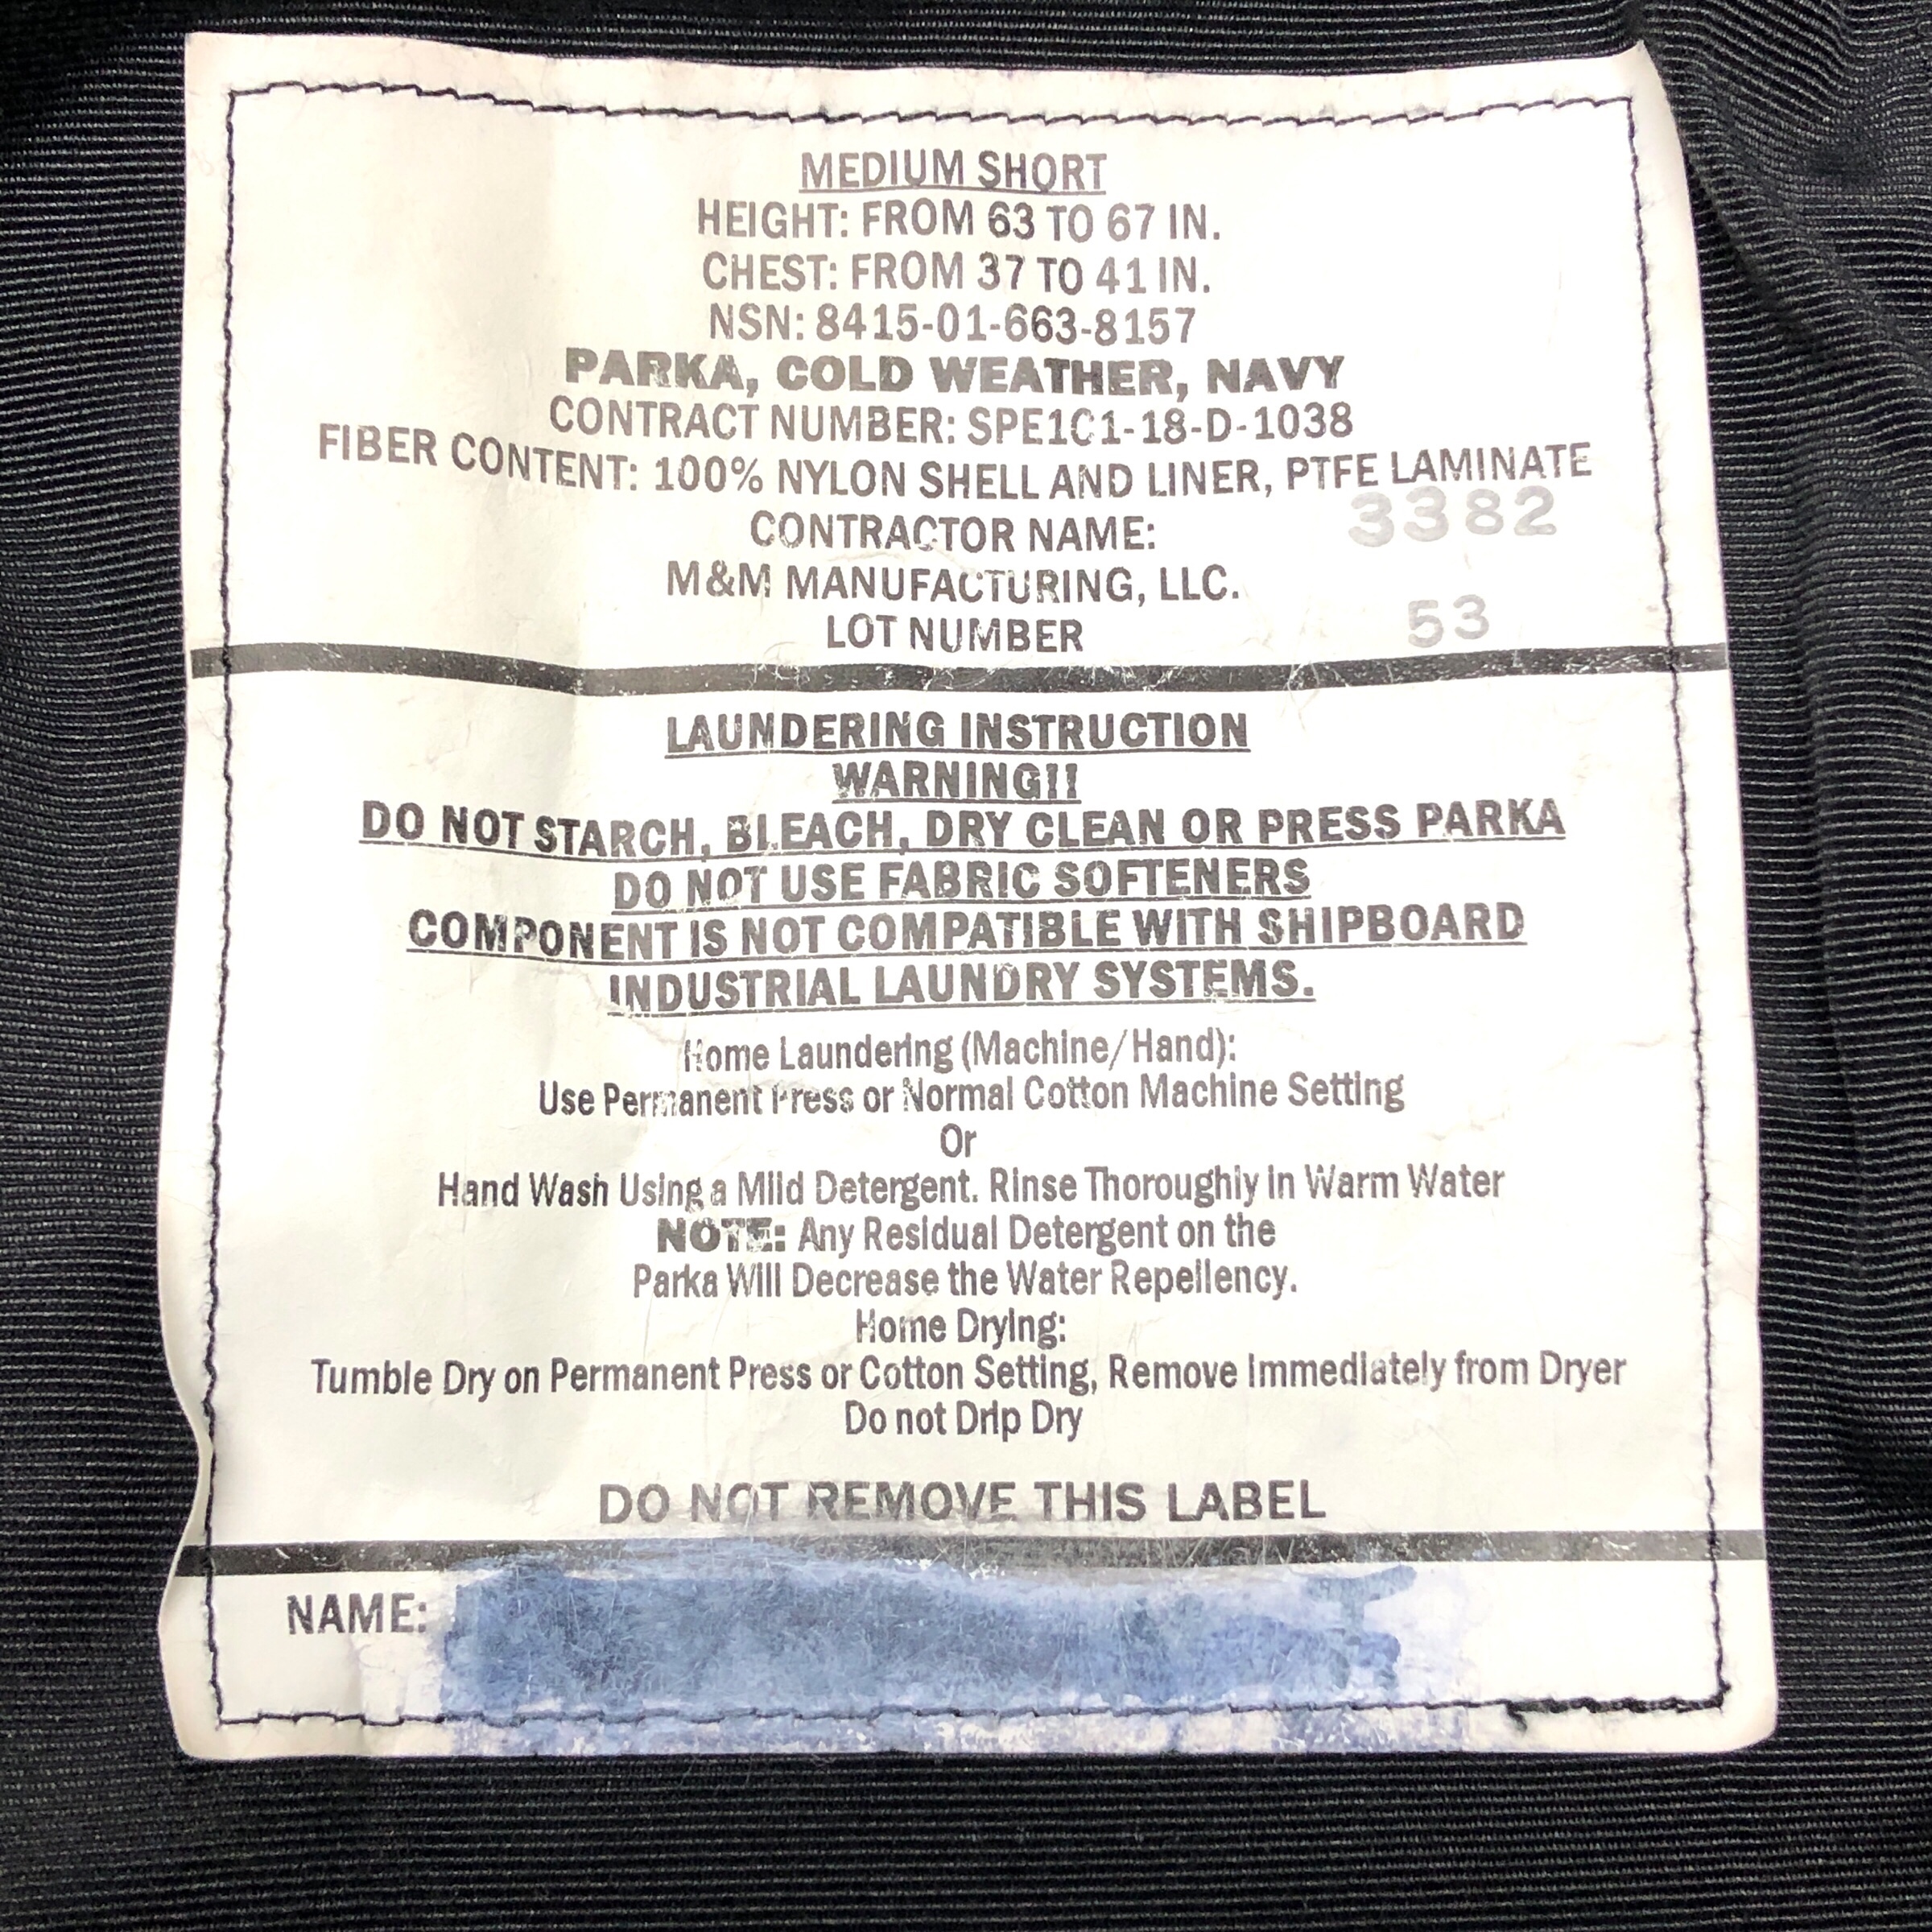 MEDIUM SHORT
HEIGHT: FROM 63 TO 67 IN.
CHEST: FROM 37 TO 41 IN.
NSN: 8415-01-663-8157
PARKA, COLD WEATHER, NAVY
CONTRACT NUMBER: SPE1C1-18-D-1038
FIBER CONTENT: 100% NYLON SHELL AND LINER, PTFE LAMINATE
CONTRACTOR NAME: 3382
M&M MANUFACTURING, LLC.
LOT NUMBER 53
LAUNDERING INSTRUCTION
WARNING!!
DO NOT STARCH, BLEACH, DRY CLEAN OR PRESS PARKA
DO NOT USE FABRIC SOFTENERS
COMPONENT IS NOT COMPATIBLE WITH SHIPBOARD
INDUSTRIAL LAUNDRY SYSTEMS.
Home Laundering (Machine/Hand):
Use Permanent Press or Normal Cotton Machine Setting
Or
Hand Wash Using a Mild Detergent. Rinse Thoroughly in Warm Water
NOTE: Any Residual Detergent on the
Parka Will Decrease the Water Repellency.
Home Drying:
Tumble Dry on Permanent Press or Cotton Setting, Remove Immediately from Dryer
Do not Drip Dry
DO NOT REMOVE THIS LABEL
NAME: